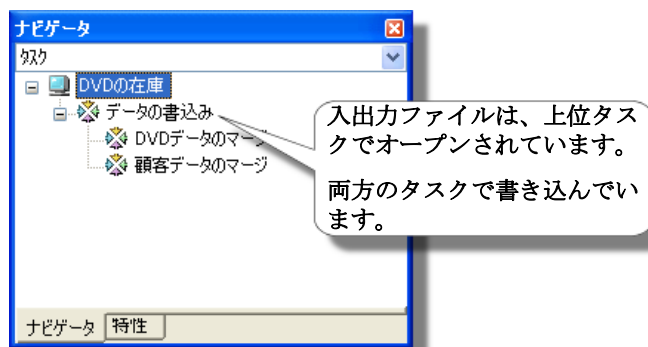 ナビゲータ
タスク
DVDの在庫
データの書込み
DVDデータのマージ
顧客データのマージ
入出力ファイルは、上位タス
クでオープンされています。
両方のタスクで書き込んでい
ます。
ナビゲータ 特性